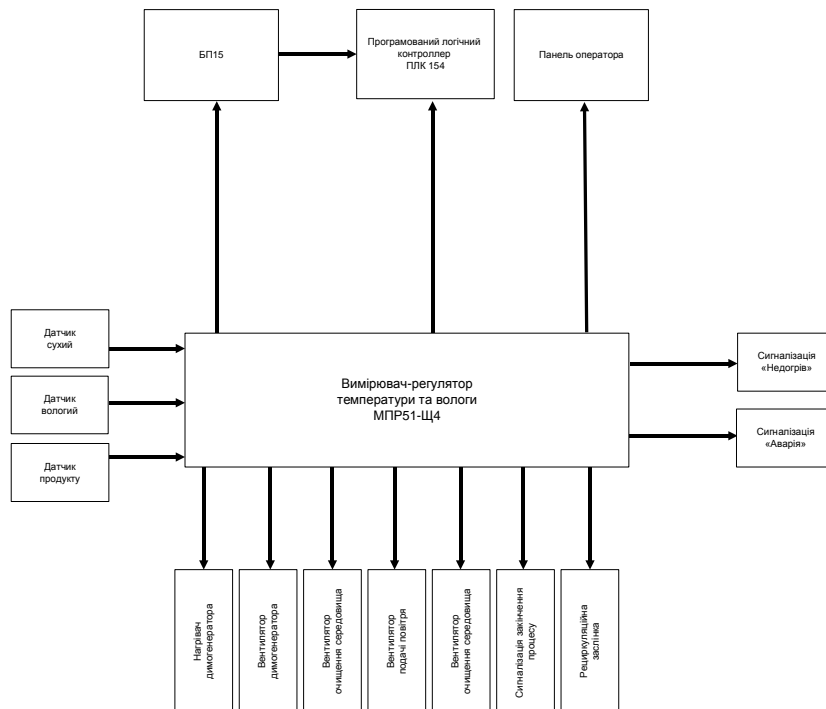 БП15
Програмований логічний
контроллер
ПЛК 154
Панель оператора
Датчик
сухий
Датчик
вологий
Датчик
продукту
Вимірювач-регулятор
температури та вологи
МПР51-Щ4
Сигналізація
«Недогрів»
Сигналізація
«Аварія»
Нагрівач
димогенератора
Вентилятор
димогенератора
Вентилятор
очищення середовища
Вентилятор
подачі повітря
Вентилятор
очищення середовища
Сигналізація закінчення
процесу
Рециркуляційна
заслінка